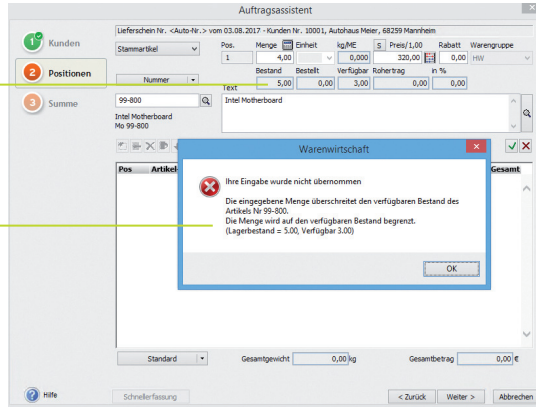 Auftragsassistent
Lieferschein Nr. <Auto-Nr.> vom 03.08.2017 - Kunden Nr. 10001, Autohaus Meier, 68259 Mannheim
1 Kunden
2 Positionen
3 Summe
Stammartikel
Pos. Menge Einheit kg/ME S Preis/1,00 Rabatt Warengruppe
1 4,00 0,000 320,00 0,00 HW
Bestand Bestellt Verfügbar Rohertrag in %
Nummer 5,00 0,00 3,00 0,00 0,00
Text
99-800 Intel Motherboard
Intel Motherboard
Mo 99-800
Pos Artikel- Gesamt
Warenwirtschaft
Ihre Eingabe wurde nicht übernommen
Die eingegebene Menge überschreitet den verfügbaren Bestand des
Artikels Nr 99-800.
Die Menge wird auf den verfügbaren Bestand begrenzt.
(Lagerbestand = 5.00, Verfügbar 3.00)
OK
Standard Gesamtgewicht 0,00 kg Gesamtbetrag 0,00 €
Hilfe Schnellerfassung < Zurück Weiter > Abbrechen